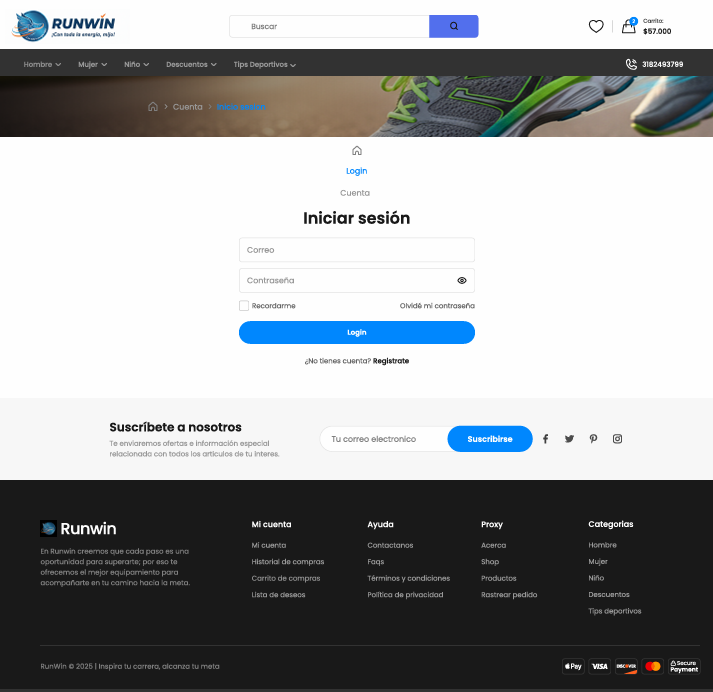 RUNWIN
¡Con toda la energía, mijo!
Buscar
2
Carrito:
$57.000
Hombre
Mujer
Niño
Descuentos
Tips Deportivos
3182493799
Cuenta
Login
Cuenta
Iniciar sesión
Correo
Contraseña
Recordarme
Olvidé mi contraseña
Login
¿No tienes cuenta? Registrate
Suscríbete a nosotros
Te enviaremos ofertas e información especial
relacionada con todos los articulos de tu interes.
Tu correo electronico
Suscribirse
Runwin
En Runwin creemos que cada paso es una
oportunidad para superarte; por eso te
ofrecemos el mejor equipamiento para
acompañarte en tu camino hacia la meta.
Mi cuenta
Mi cuenta
Historial de compras
Carrito de compras
Lista de deseos
Ayuda
Contactanos
Faqs
Términos y condiciones
Política de privacidad
Proxy
Acerca
Shop
Productos
Rastrear pedido
Categorias
Hombre
Mujer
Niño
Descuentos
Tips deportivos
RunWin © 2025 | Inspira tu carrera, alcanza tu meta
Pay
VISA
DISCOVER
Secure
Payment